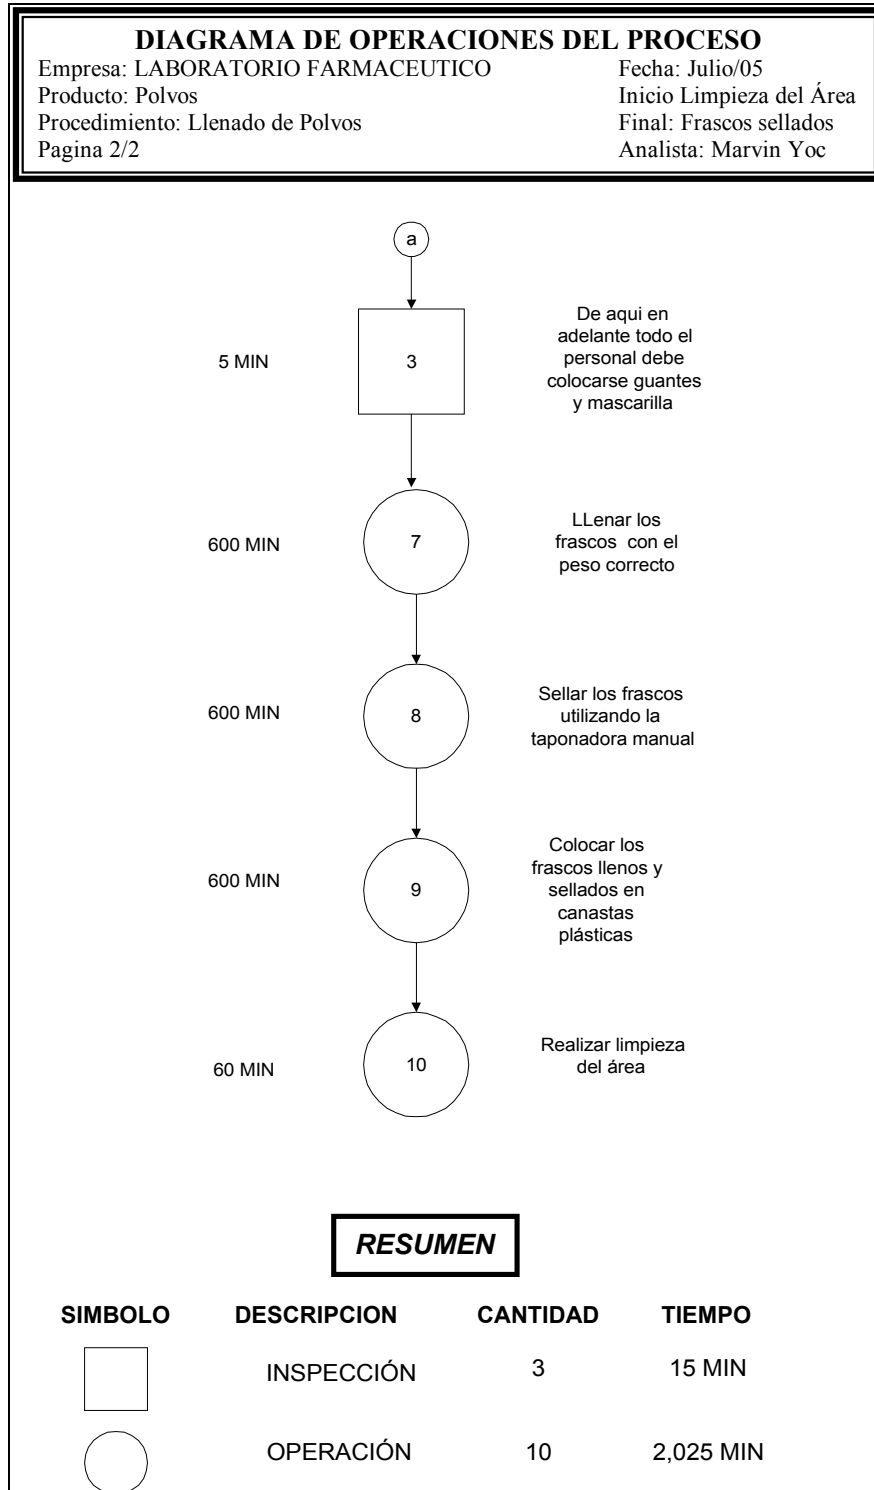 DIAGRAMA DE OPERACIONES DEL PROCESO
Empresa: LABORATORIO FARMACEUTICO
Fecha: Julio/05
Producto: Polvos
Inicio Limpieza del Área
Procedimiento: Llenado de Polvos
Final: Frascos sellados
Pagina 2/2
Analista: Marvin Yoc
a
5 MIN
3
De aqui en
adelante todo el
personal debe
colocarse guantes
y mascarilla
600 MIN
7
LLenar los
frascos con el
peso correcto
600 MIN
8
Sellar los frascos
utilizando la
taponadora manual
600 MIN
9
Colocar los
frascos llenos y
sellados en
canastas
plásticas
60 MIN
10
Realizar limpieza
del área
RESUMEN
SIMBOLO DESCRIPCION CANTIDAD TIEMPO
INSPECCIÓN 3 15 MIN
OPERACIÓN 10 2,025 MIN